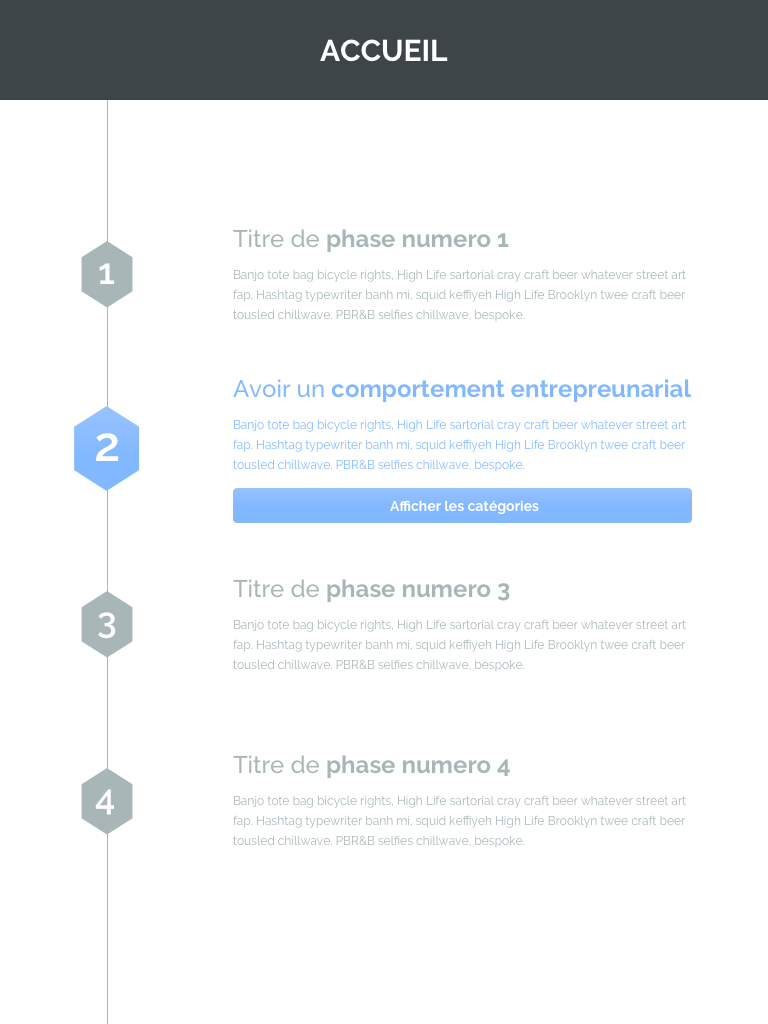 ACCUEIL
1
Titre de phase numero 1
Banjo tote bag bicycle rights, High Life sartorial cray craft beer whatever street art
fap. Hashtag typewriter banh mi, squid keffiyeh High Life Brooklyn twee craft beer
tousled chillwave. PBR&B selfies chillwave, bespoke.
2
Avoir un comportement entrepreunarial
Banjo tote bag bicycle rights, High Life sartorial cray craft beer whatever street art
fap. Hashtag typewriter banh mi, squid keffiyeh High Life Brooklyn twee craft beer
tousled chillwave. PBR&B selfies chillwave, bespoke.
Afficher les catégories
3
Titre de phase numero 3
Banjo tote bag bicycle rights, High Life sartorial cray craft beer whatever street art
fap. Hashtag typewriter banh mi, squid keffiyeh High Life Brooklyn twee craft beer
tousled chillwave. PBR&B selfies chillwave, bespoke.
4
Titre de phase numero 4
Banjo tote bag bicycle rights, High Life sartorial cray craft beer whatever street art
fap. Hashtag typewriter banh mi, squid keffiyeh High Life Brooklyn twee craft beer
tousled chillwave. PBR&B selfies chillwave, bespoke.